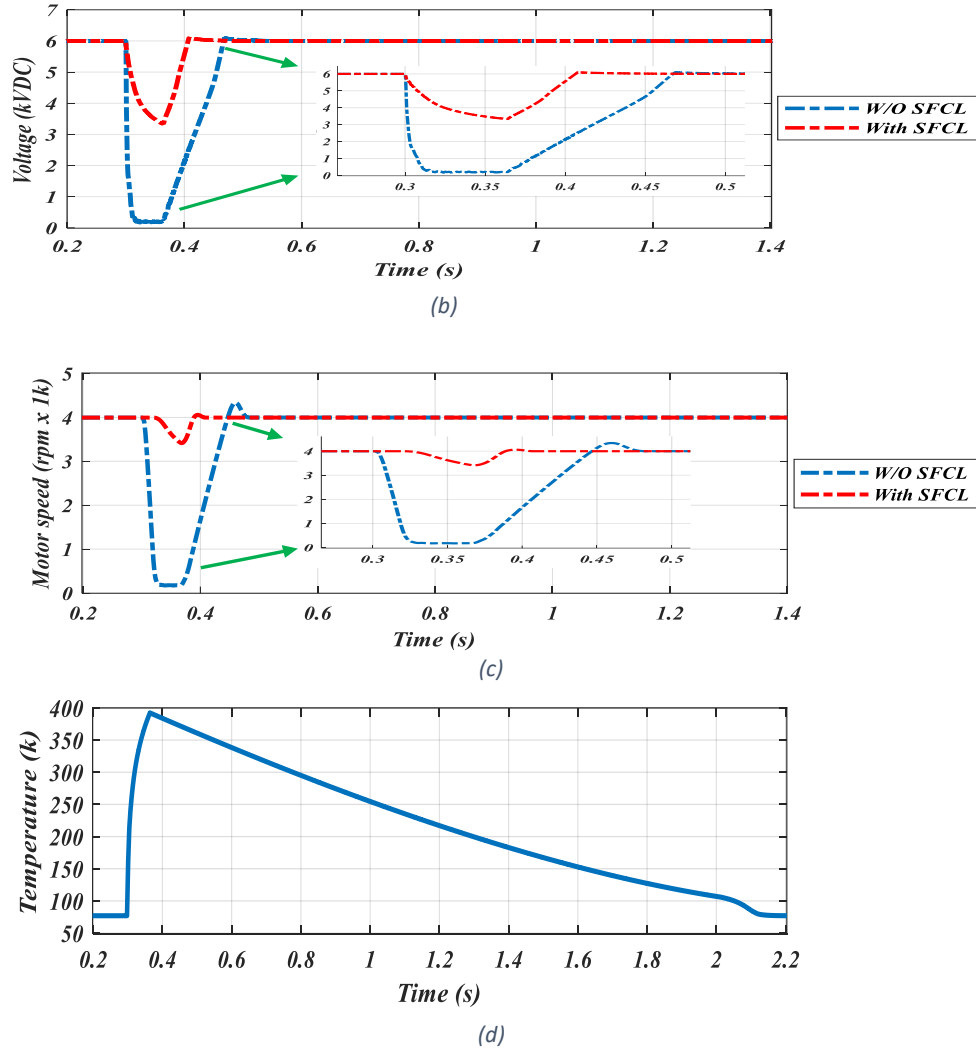 7
6
5
4
3
2
1
0
Voltage (kVDC)
0.2 0.4 0.6 0.8 1 1.2 1.4
Time (s)
6
5
4
3
2
1
0
0.3 0.35 0.4 0.45 0.5
W/O SFCL
With SFCL
(b)
5
4
3
2
1
0
Motor speed (rpm x 1k)
0.2 0.4 0.6 0.8 1 1.2 1.4
Time (s)
4
3
2
1
0
0.3 0.35 0.4 0.45 0.5
W/O SFCL
With SFCL
(c)
400
350
300
250
200
150
100
50
Temperature (k)
0.2 0.4 0.6 0.8 1 1.2 1.4 1.6 1.8 2 2.2
Time (s)
(d)